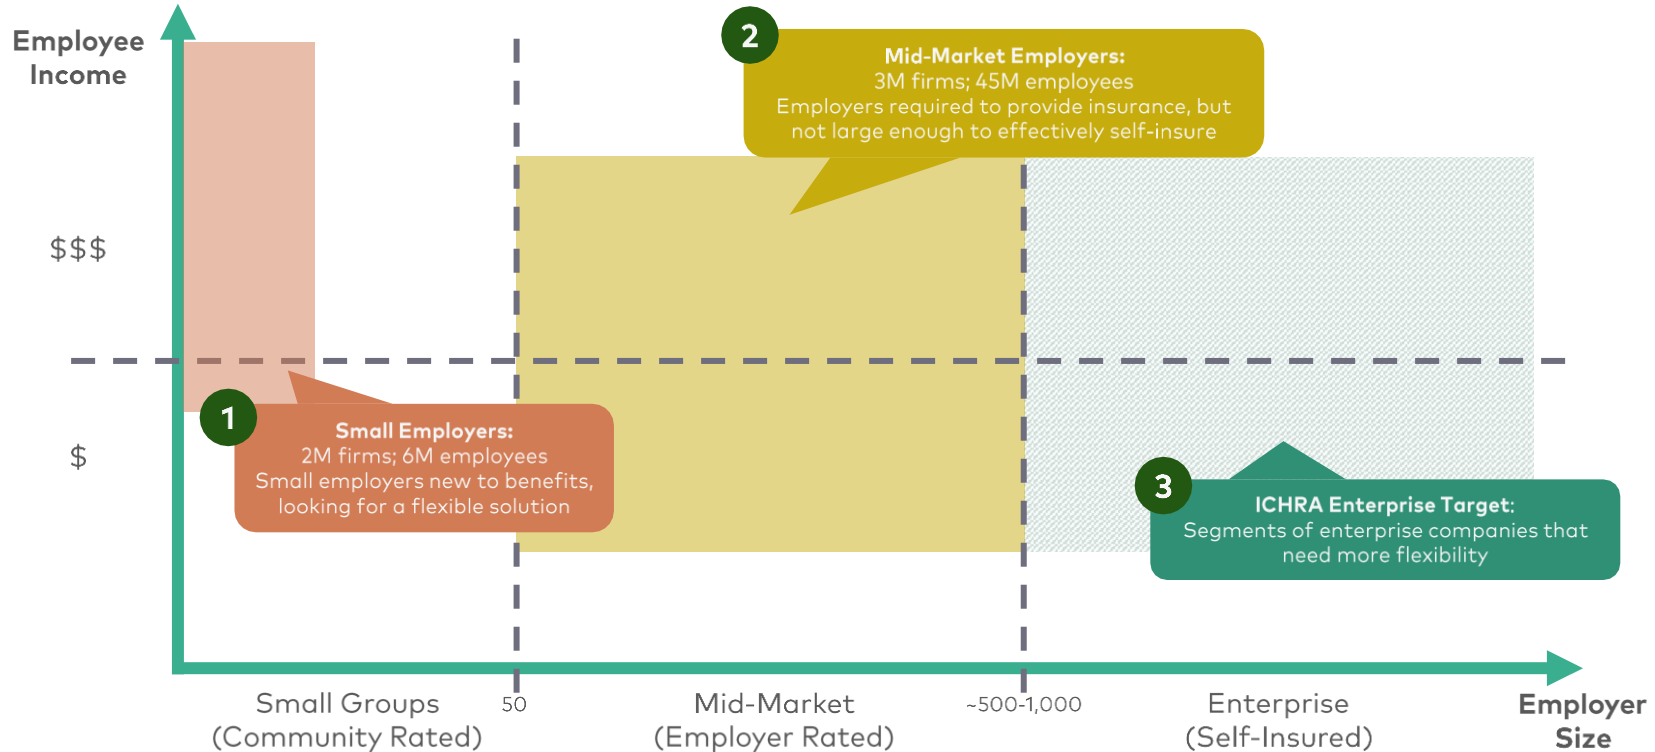 Employee
Income
2
Mid-Market Employers:
3M firms; 45M employees
Employers required to provide insurance, but
not large enough to effectively self-insure
$$$
1
Small Employers:
2M firms; 6M employees
Small employers new to benefits,
looking for a flexible solution
$
3
ICHRA Enterprise Target:
Segments of enterprise companies that
need more flexibility
Small Groups
(Community Rated)
50
Mid-Market
(Employer Rated)
~500-1,000
Enterprise
(Self-Insured)
Employer
Size